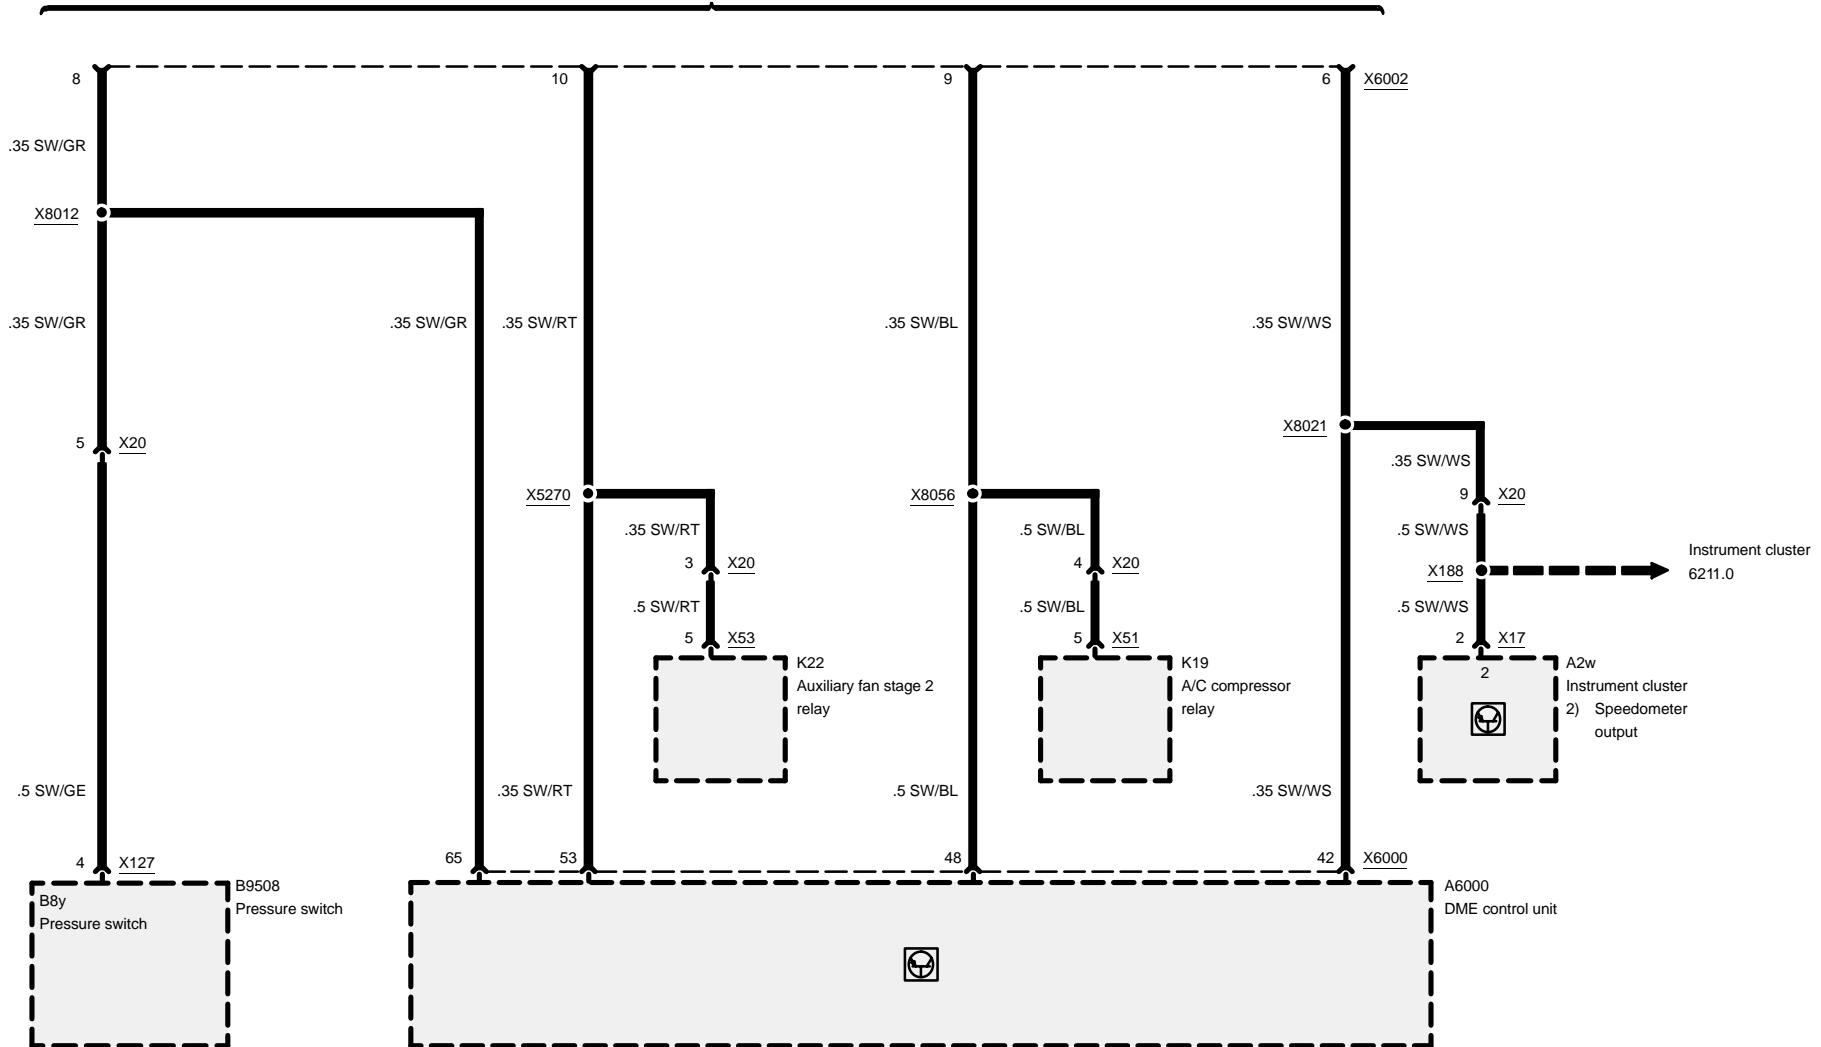 8
10
9
6
X6002
.35 SW/GR
X8012
.35 SW/GR
.35 SW/GR
.35 SW/RT
.35 SW/BL
.35 SW/WS
X8021
5
X20
.35 SW/WS
X5270
X8056
9
X20
.35 SW/RT
.5 SW/BL
.5 SW/WS
3
X20
4
X20
X188
Instrument cluster
6211.0
.5 SW/RT
.5 SW/BL
.5 SW/WS
5
X53
5
X51
2
X17
K22
Auxiliary fan stage 2
relay
K19
A/C compressor
relay
2
A2w
Instrument cluster
2) Speedometer
output
.5 SW/GE
.35 SW/RT
.5 SW/BL
.35 SW/WS
4
X127
65
53
48
42
X6000
B8y
Pressure switch
B9508
Pressure switch
A6000
DME control unit